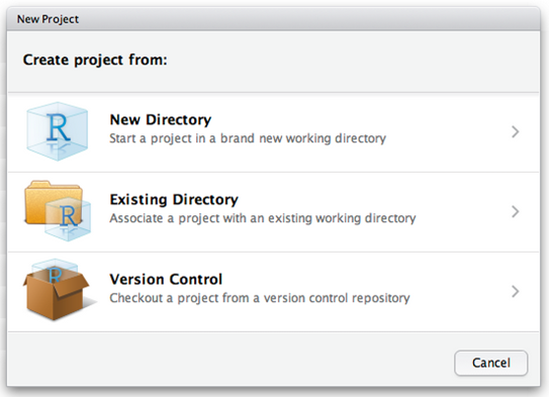 New Project
Create project from:
R
New Directory
Start a project in a brand new working directory
R
Existing Directory
Associate a project with an existing working directory
R
Version Control
Checkout a project from a version control repository
Cancel